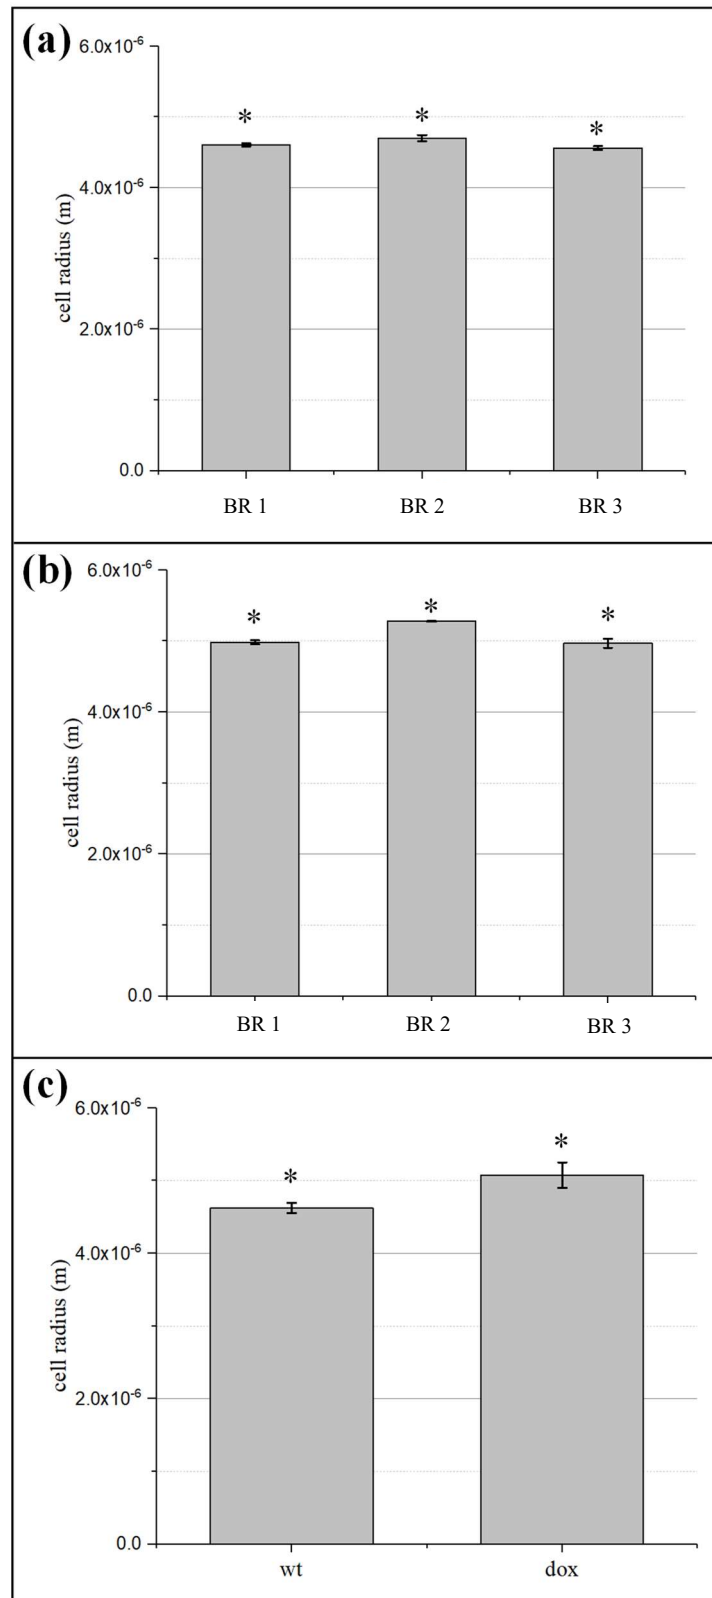 (a)
6.0x10⁻⁶
*
*
*
4.0x10⁻⁶
cell radius (m)
2.0x10⁻⁶
0.0
BR 1
BR 2
BR 3
(b)
6.0x10⁻⁶
*
*
*
4.0x10⁻⁶
cell radius (m)
2.0x10⁻⁶
0.0
BR 1
BR 2
BR 3
(c)
6.0x10⁻⁶
*
*
4.0x10⁻⁶
cell radius (m)
2.0x10⁻⁶
0.0
wt
dox